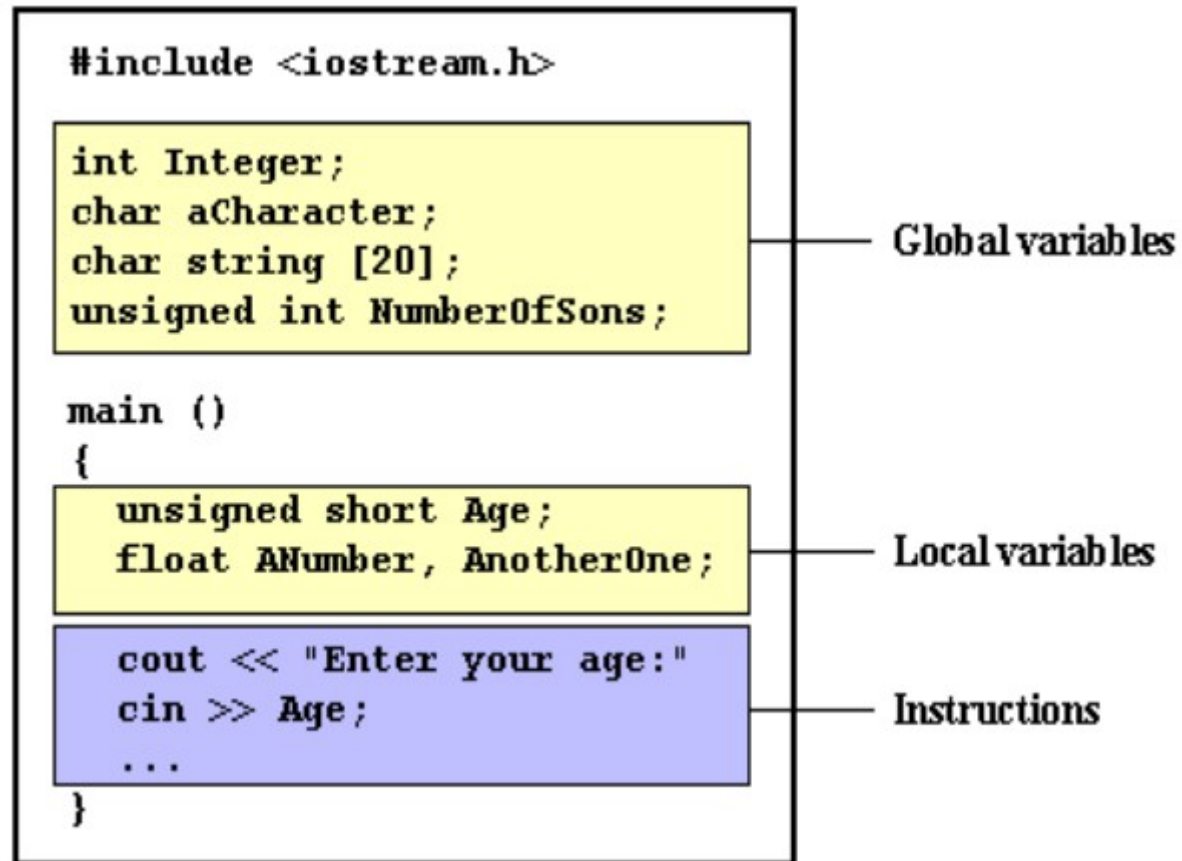 #include <iostream.h>
int Integer;
char aCharacter;
char string [20];
unsigned int NumberOfSons;
Global variables
main ()
{
unsigned short Age;
float ANumber, AnotherOne;
Local variables
cout << "Enter your age:"
cin >> Age;
...
Instructions
}